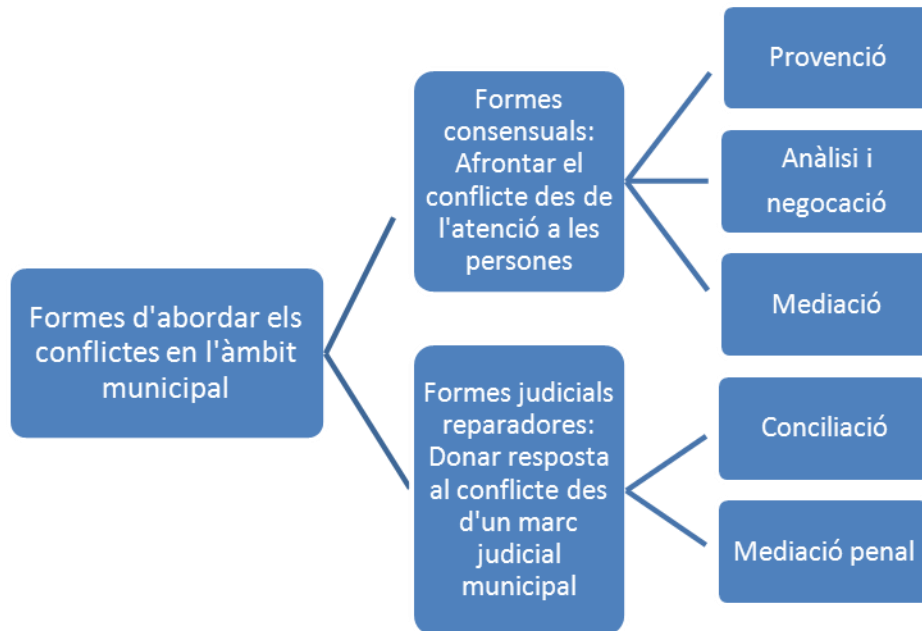 Formes d'abordar els
conflictes en l'àmbit
municipal
Formes
consensuals:
Afrontar el
conflicte des de
l'atenció a les
persones
Provenció
Anàlisi i
negocació
Mediació
Formes judicials
reparadores:
Donar resposta
al conflicte des
d'un marc
judicial
municipal
Conciliació
Mediació penal